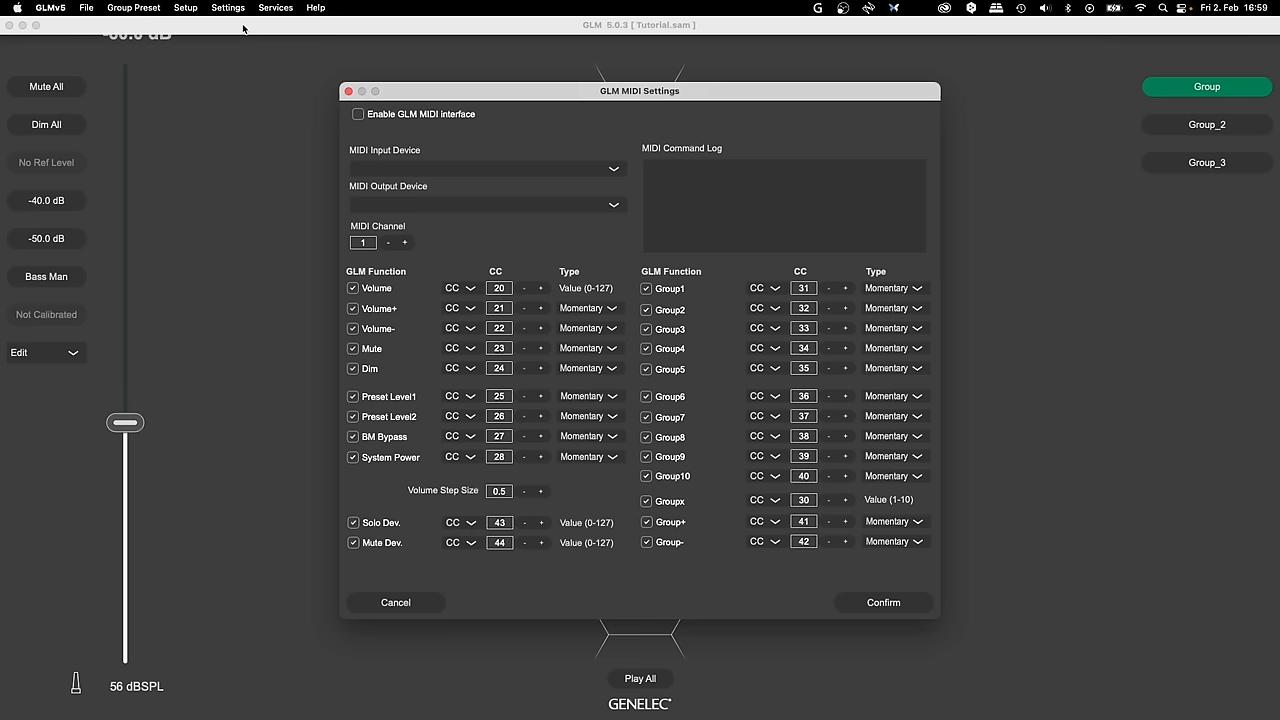 GLMv5 File Group Preset Setup Settings Services Help Fri 2. Feb 16:59
GLM 5.0.3 [ Tutorial.sam ]
Mute All
Dim All
No Ref Level
-40.0 dB
-50.0 dB
Bass Man
Not Calibrated
Edit
56 dBSPL
GLM MIDI Settings
Enable GLM MIDI interface
MIDI Input Device
MIDI Output Device
MIDI Channel
1 - +
MIDI Command Log
GLM Function CC Type
Volume CC 20 - + Value (0-127)
Volume+ CC 21 - + Momentary
Volume- CC 22 - + Momentary
Mute CC 23 - + Momentary
Dim CC 24 - + Momentary
Preset Level1 CC 25 - + Momentary
Preset Level2 CC 26 - + Momentary
BM Bypass CC 27 - + Momentary
System Power CC 28 - + Momentary
Volume Step Size 0.5 - +
Solo Dev. CC 43 - + Value (0-127)
Mute Dev. CC 44 - + Value (0-127)
GLM Function CC Type
Group1 CC 31 - + Momentary
Group2 CC 32 - + Momentary
Group3 CC 33 - + Momentary
Group4 CC 34 - + Momentary
Group5 CC 35 - + Momentary
Group6 CC 36 - + Momentary
Group7 CC 37 - + Momentary
Group8 CC 38 - + Momentary
Group9 CC 39 - + Momentary
Group10 CC 40 - + Momentary
Groupx CC 30 - + Value (1-10)
Group+ CC 41 - + Momentary
Group- CC 42 - + Momentary
Cancel
Confirm
Play All
GENELEC
Group
Group_2
Group_3